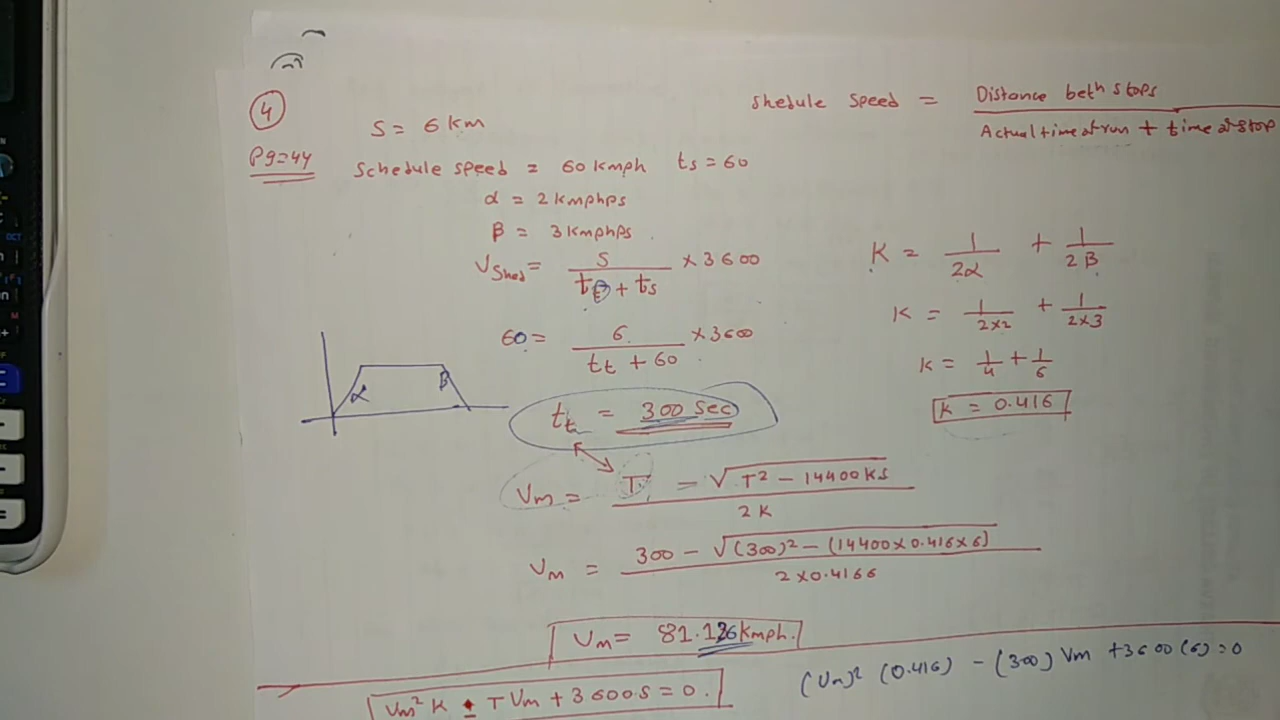 4
Pg=44
S = 6 km
Shedule Speed = Distance betⁿ stops / Actual time of run + time of stop
Schedule speed = 60 kmph ts = 60
α = 2 kmphps
β = 3 kmphps
Vshed = S / tt + ts × 3600
60 = 6 / tt + 60 × 3600
tt = 300 sec
Vm = T - √T² - 14400KS / 2K
Vm = 300 - √(300)² - (14400 × 0.416 × 6) / 2 × 0.4166
Vm = 81.126 kmph.
K = 1/2α + 1/2β
K = 1/2×2 + 1/2×3
K = 1/4 + 1/6
K = 0.416
α β
Vm² K ± T Vm + 3600S = 0.
(Vm)² (0.416) - (300) Vm + 3600 (6) = 0